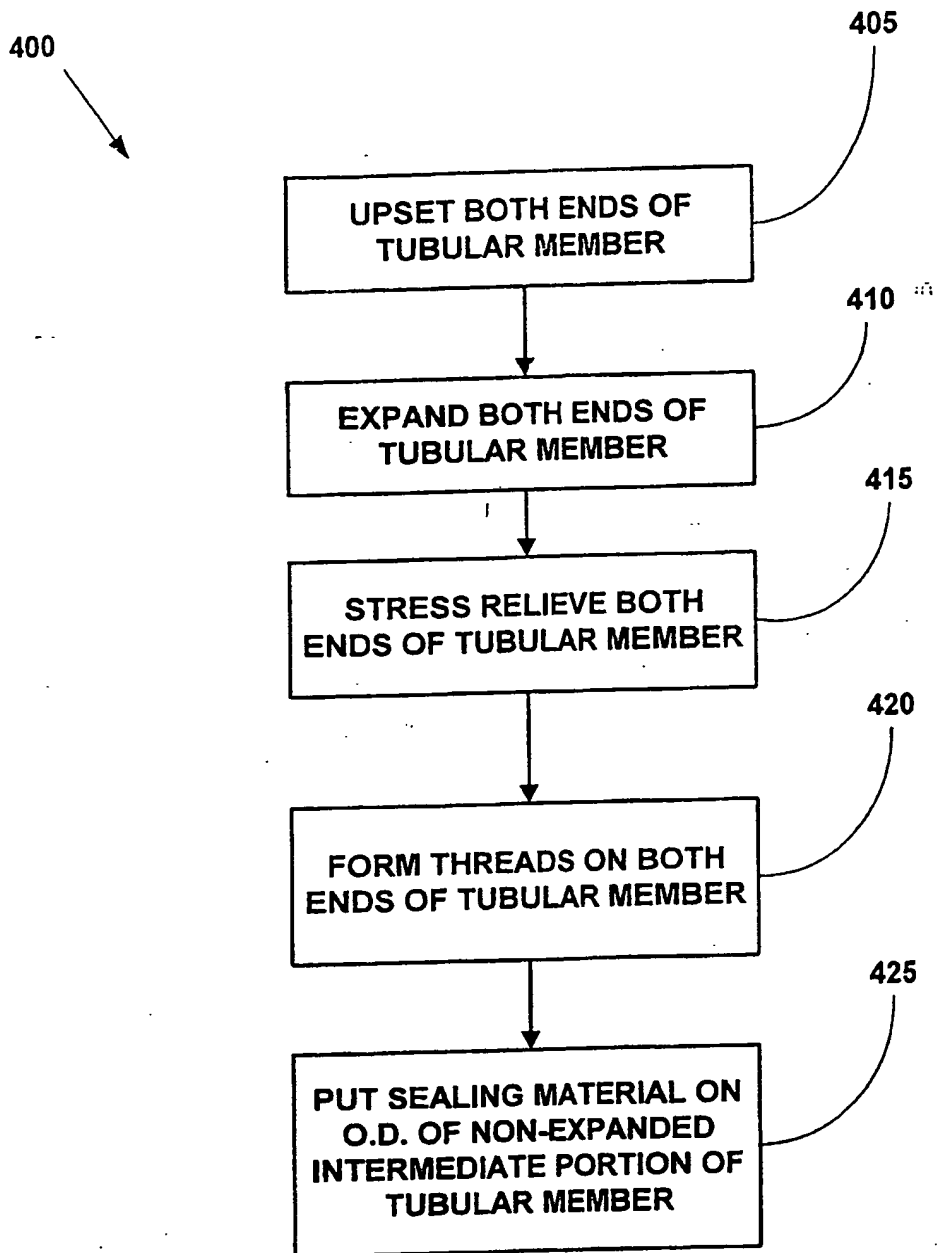 405
400
UPSET BOTH ENDS OF
TUBULAR MEMBER
410
EXPAND BOTH ENDS OF
TUBULAR MEMBER
415
STRESS RELIEVE BOTH
ENDS OF TUBULAR MEMBER
420
FORM THREADS ON BOTH
ENDS OF TUBULAR MEMBER
425
PUT SEALING MATERIAL ON
O.D. OF NON-EXPANDED
INTERMEDIATE PORTION OF
TUBULAR MEMBER